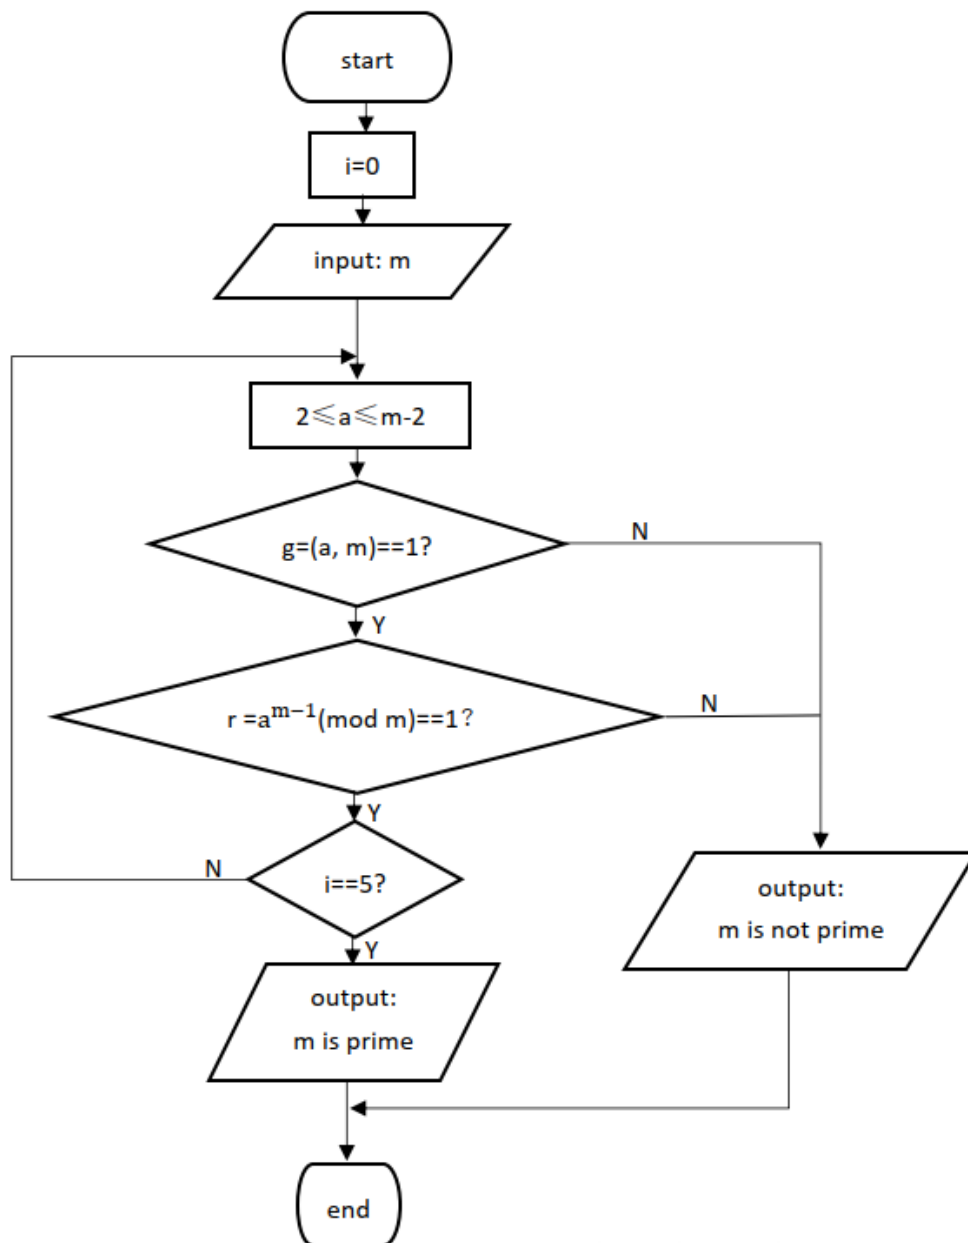 start
i=0
input: m
2≤a≤m-2
g=(a, m)==1?
N
Y
r =a^{m−1}(mod m)==1?
N
Y
i==5?
N
Y
output:
m is not prime
output:
m is prime
end